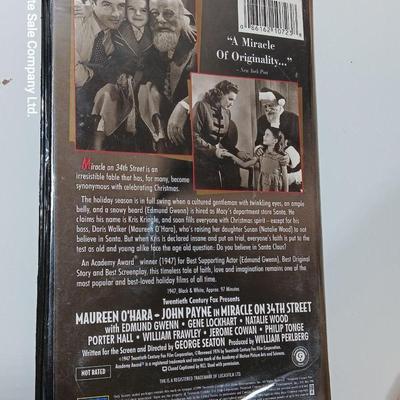 te Sale Company Ltd.
"A Miracle
Of Originality..."
– New York Post
Miracle on 34th Street is an
irresistible fable that has, for many, become
synonymous with celebrating Christmas.
The holiday season is in full swing when a cultured gentleman with twinkling eyes, an ample
belly, and a snowy beard (Edmund Gwenn) is hired as Macy's department store Santa. He
claims his name is Kris Kringle, and soon fills everyone with Christmas spirit – except for his
boss, Doris Walker (Maureen O'Hara), who's raising her daughter Susan (Natalie Wood) to not
believe in Santa. But when Kris is declared insane and put on trial, everyone's faith is put to the
test as old and young alike face the age old question: Do you believe in Santa Claus?
An Academy Award® winner (1947) for Best Supporting Actor (Edmund Gwenn), Best Original
Story and Best Screenplay, this timeless tale of faith, love and imagination remains one of the
most popular and best-loved holiday films of all time.
1947, Black & White, Approx. 97 Minutes
Twentieth Century Fox Presents
MAUREEN O'HARA - JOHN PAYNE in MIRACLE ON 34TH STREET
with EDMUND GWENN • GENE LOCKHART • NATALIE WOOD
PORTER HALL • WILLIAM FRAWLEY • JEROME COWAN • PHILIP TONGE
Written for the Screen and Directed by GEORGE SEATON Produced by WILLIAM PERLBERG
NOT RATED
THX IS A REGISTERED TRADEMARK OF LUCASFILM LTD